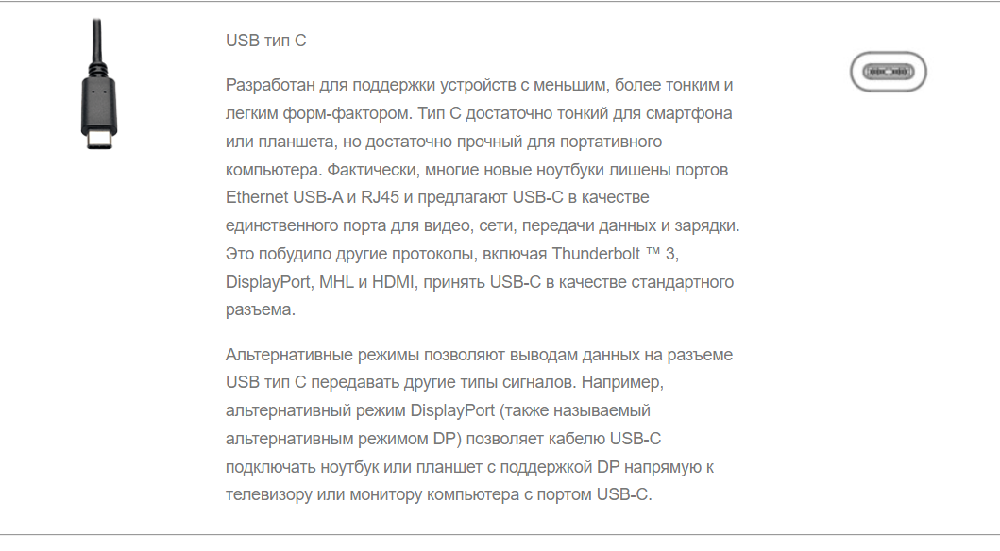 USB тип C
Разработан для поддержки устройств с меньшим, более тонким и
легким форм-фактором. Тип C достаточно тонкий для смартфона
или планшета, но достаточно прочный для портативного
компьютера. Фактически, многие новые ноутбуки лишены портов
Ethernet USB-A и RJ45 и предлагают USB-C в качестве
единственного порта для видео, сети, передачи данных и зарядки.
Это побудило другие протоколы, включая Thunderbolt ™ 3,
DisplayPort, MHL и HDMI, принять USB-C в качестве стандартного
разъема.
Альтернативные режимы позволяют выводам данных на разъеме
USB тип C передавать другие типы сигналов. Например,
альтернативный режим DisplayPort (также называемый
альтернативным режимом DP) позволяет кабелю USB-C
подключать ноутбук или планшет с поддержкой DP напрямую к
телевизору или монитору компьютера с портом USB-C.